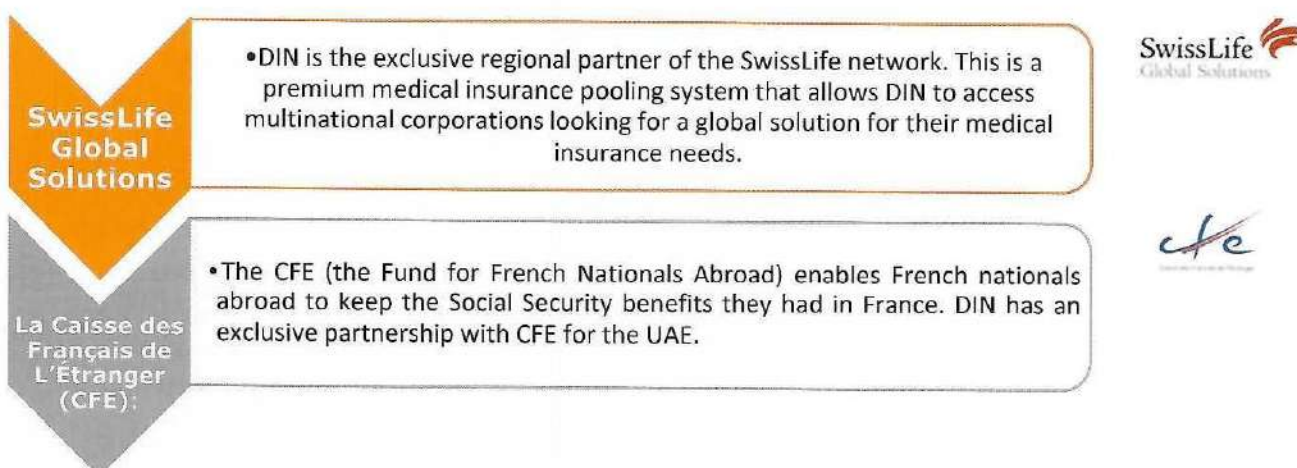 SwissLife
Global
Solutions
•DIN is the exclusive regional partner of the SwissLife network. This is a
premium medical insurance pooling system that allows DIN to access
multinational corporations looking for a global solution for their medical
insurance needs.
SwissLife
Global Solutions
La Caisse des
Français de
L'Étranger
(CFE):
•The CFE (the Fund for French Nationals Abroad) enables French nationals
abroad to keep the Social Security benefits they had in France. DIN has an
exclusive partnership with CFE for the UAE.
cfe